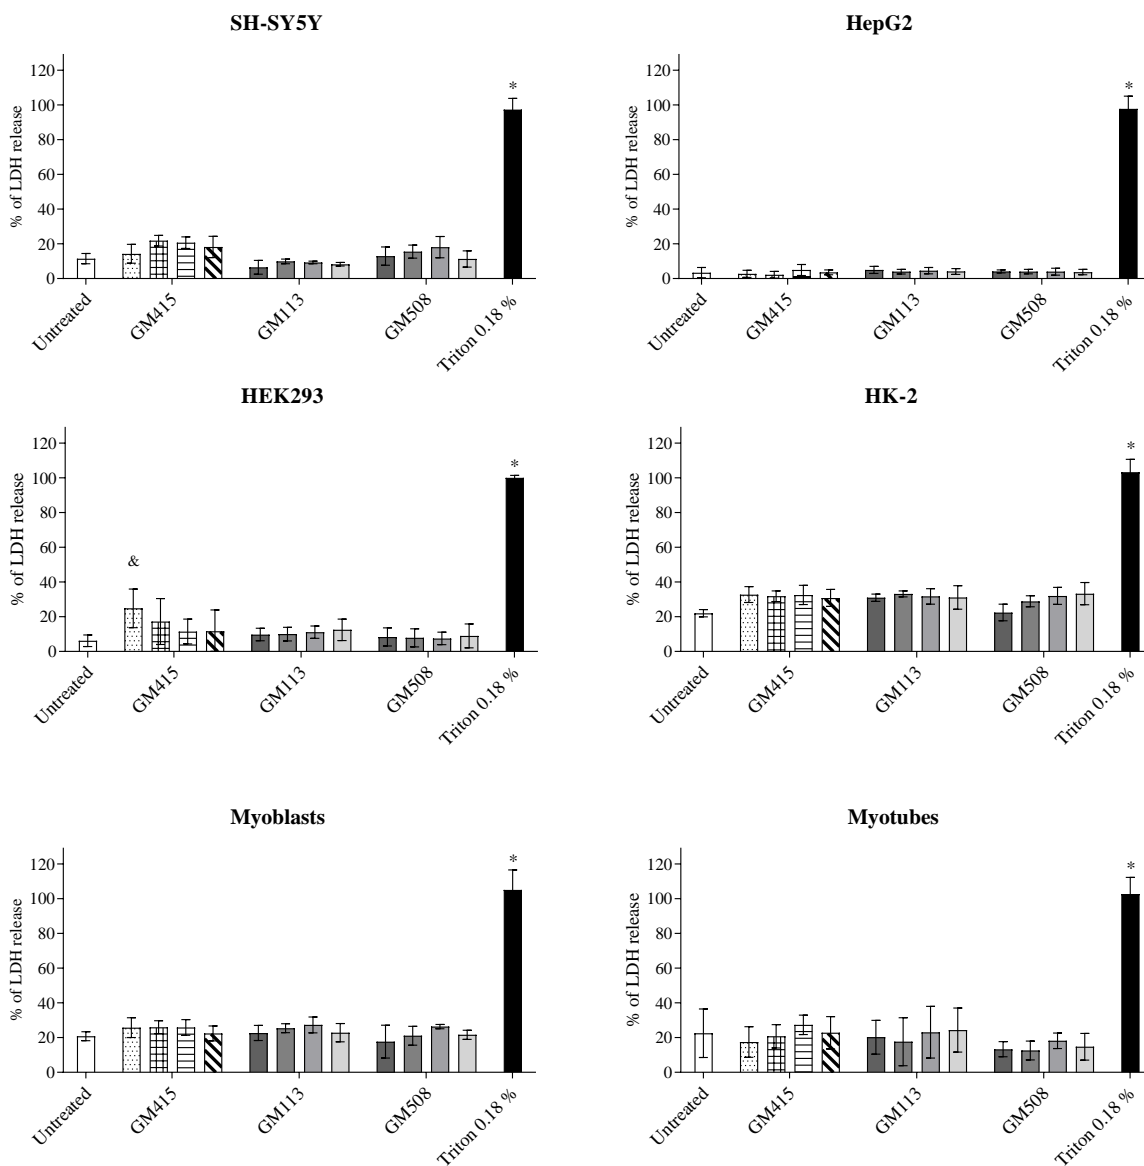 SH-SY5Y
% of LDH release
120
100
80
60
40
20
0
*
Untreated
GM415
GM113
GM508
Triton 0.18 %
HepG2
% of LDH release
120
100
80
60
40
20
0
*
Untreated
GM415
GM113
GM508
Triton 0.18 %
HEK293
% of LDH release
120
100
80
60
40
20
0
&
*
Untreated
GM415
GM113
GM508
Triton 0.18 %
HK-2
% of LDH release
120
100
80
60
40
20
0
*
Untreated
GM415
GM113
GM508
Triton 0.18 %
Myoblasts
% of LDH release
120
100
80
60
40
20
0
*
Untreated
GM415
GM113
GM508
Triton 0.18 %
Myotubes
% of LDH release
120
100
80
60
40
20
0
*
Untreated
GM415
GM113
GM508
Triton 0.18 %